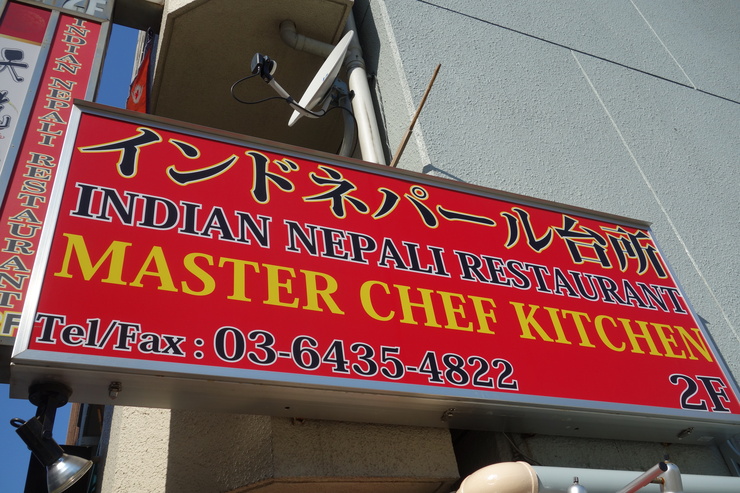 インドネパール台所
INDIAN NEPALI RESTAURANT
MASTER CHEF KITCHEN
Tel/Fax : 03-6435-4822
2F
INDIAN NEPALI RESTAURANT